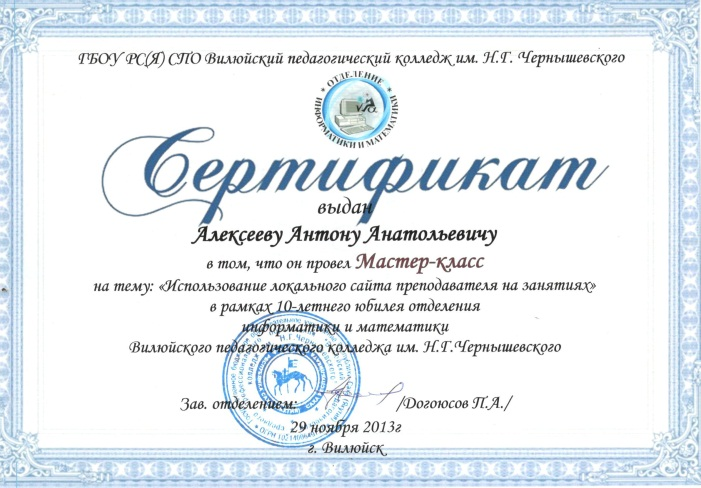 ГБОУ РС(Я) СПО Вилюйский педагогический колледж им. Н.Г. Чернышевского
ОТДЕЛЕНИЕ
ИНФОРМАТИКИ И МАТЕМАТИКИ
Сертификат
выдан
Алексееву Антону Анатольевичу
в том, что он провел Мастер-класс
на тему: «Использование локального сайта преподавателя на занятиях»
в рамках 10-летнего юбилея отделения
информатики и математики
Вилюйского педагогического колледжа им. Н.Г.Чернышевского
Зав. отделением: /Догоюсов П.А./
29 ноября 2013г
г. Вилюйск